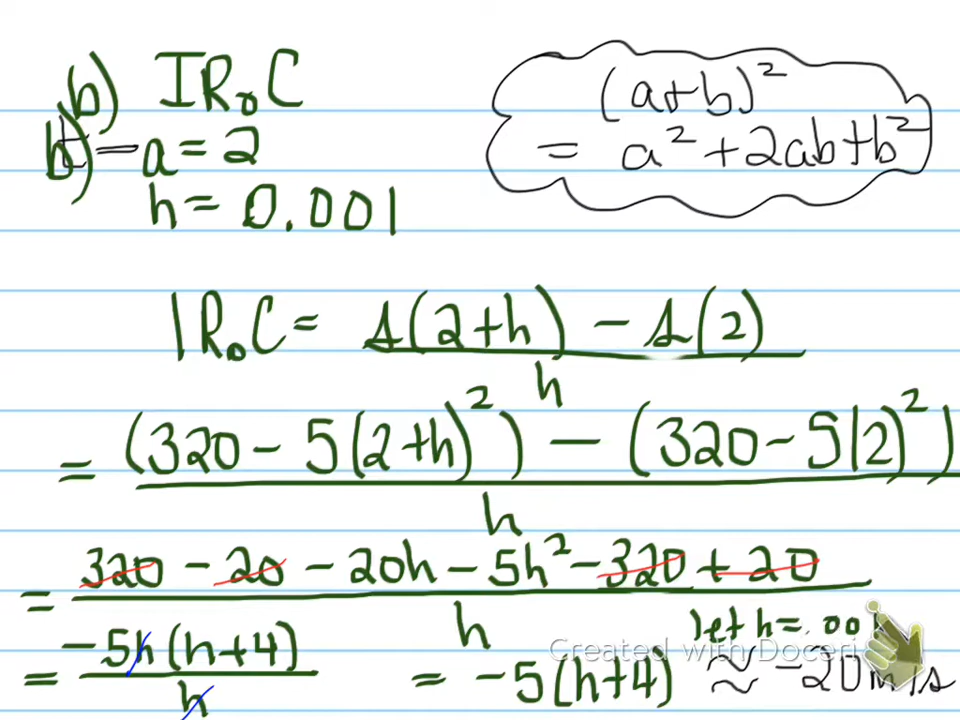 b) IRoC
(a+b)²
b) - a = 2
= a² + 2ab + b²
h = 0.001
IRoC = s(2+h) - s(2)
h
= (320 - 5(2+h)²) - (320 - 5(2)²)
h
= 320 - 20 - 20h - 5h² - 320 + 20
h
let h = .001
= -5h(h+4)
h
= -5(h+4) ≈ -20m/s
Created with Doceri